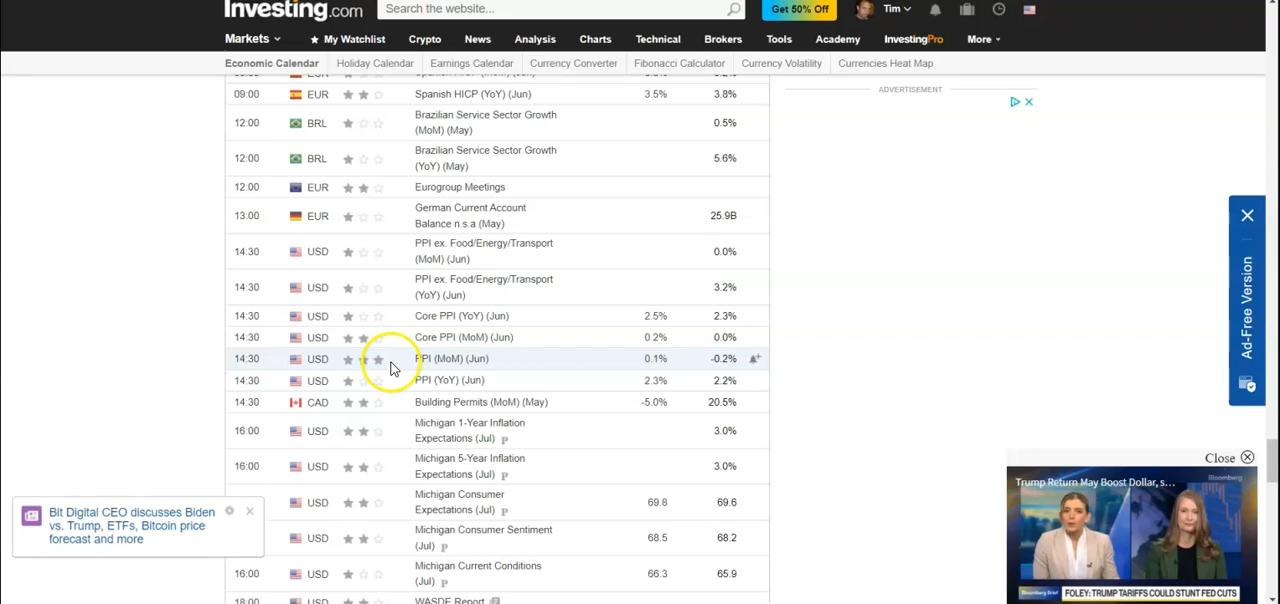 Investing.com
Search the website...
Get 50% Off
Tim
Markets
My Watchlist
Crypto
News
Analysis
Charts
Technical
Brokers
Tools
Academy
InvestingPro
More
Economic Calendar
Holiday Calendar
Earnings Calendar
Currency Converter
Fibonacci Calculator
Currency Volatility
Currencies Heat Map
09:00 EUR Spanish HICP (YoY) (Jun) 3.5% 3.8%
12:00 BRL Brazilian Service Sector Growth
(MoM) (May) 0.5%
12:00 BRL Brazilian Service Sector Growth
(YoY) (May) 5.6%
12:00 EUR Eurogroup Meetings
13:00 EUR German Current Account
Balance n.s.a (May) 25.9B
14:30 USD PPI ex. Food/Energy/Transport
(MoM) (Jun) 0.0%
14:30 USD PPI ex. Food/Energy/Transport
(YoY) (Jun) 3.2%
14:30 USD Core PPI (YoY) (Jun) 2.5% 2.3%
14:30 USD Core PPI (MoM) (Jun) 0.2% 0.0%
14:30 USD PPI (MoM) (Jun) 0.1% -0.2%
14:30 USD PPI (YoY) (Jun) 2.3% 2.2%
14:30 CAD Building Permits (MoM) (May) -5.0% 20.5%
16:00 USD Michigan 1-Year Inflation
Expectations (Jul) P 3.0%
16:00 USD Michigan 5-Year Inflation
Expectations (Jul) P 3.0%
USD Michigan Consumer
Expectations (Jul) P 69.8 69.6
USD Michigan Consumer Sentiment
(Jul) P 68.5 68.2
16:00 USD Michigan Current Conditions
(Jul) P 66.3 65.9
18:00 USD WASDE Report
ADVERTISEMENT
Ad-Free Version
Bit Digital CEO discusses Biden
vs. Trump, ETFs, Bitcoin price
forecast and more
Close
Trump Return May Boost Dollar, s...
Bloomberg
Bloomberg Brief
FOLEY: TRUMP TARIFFS COULD STUNT FED CUTS